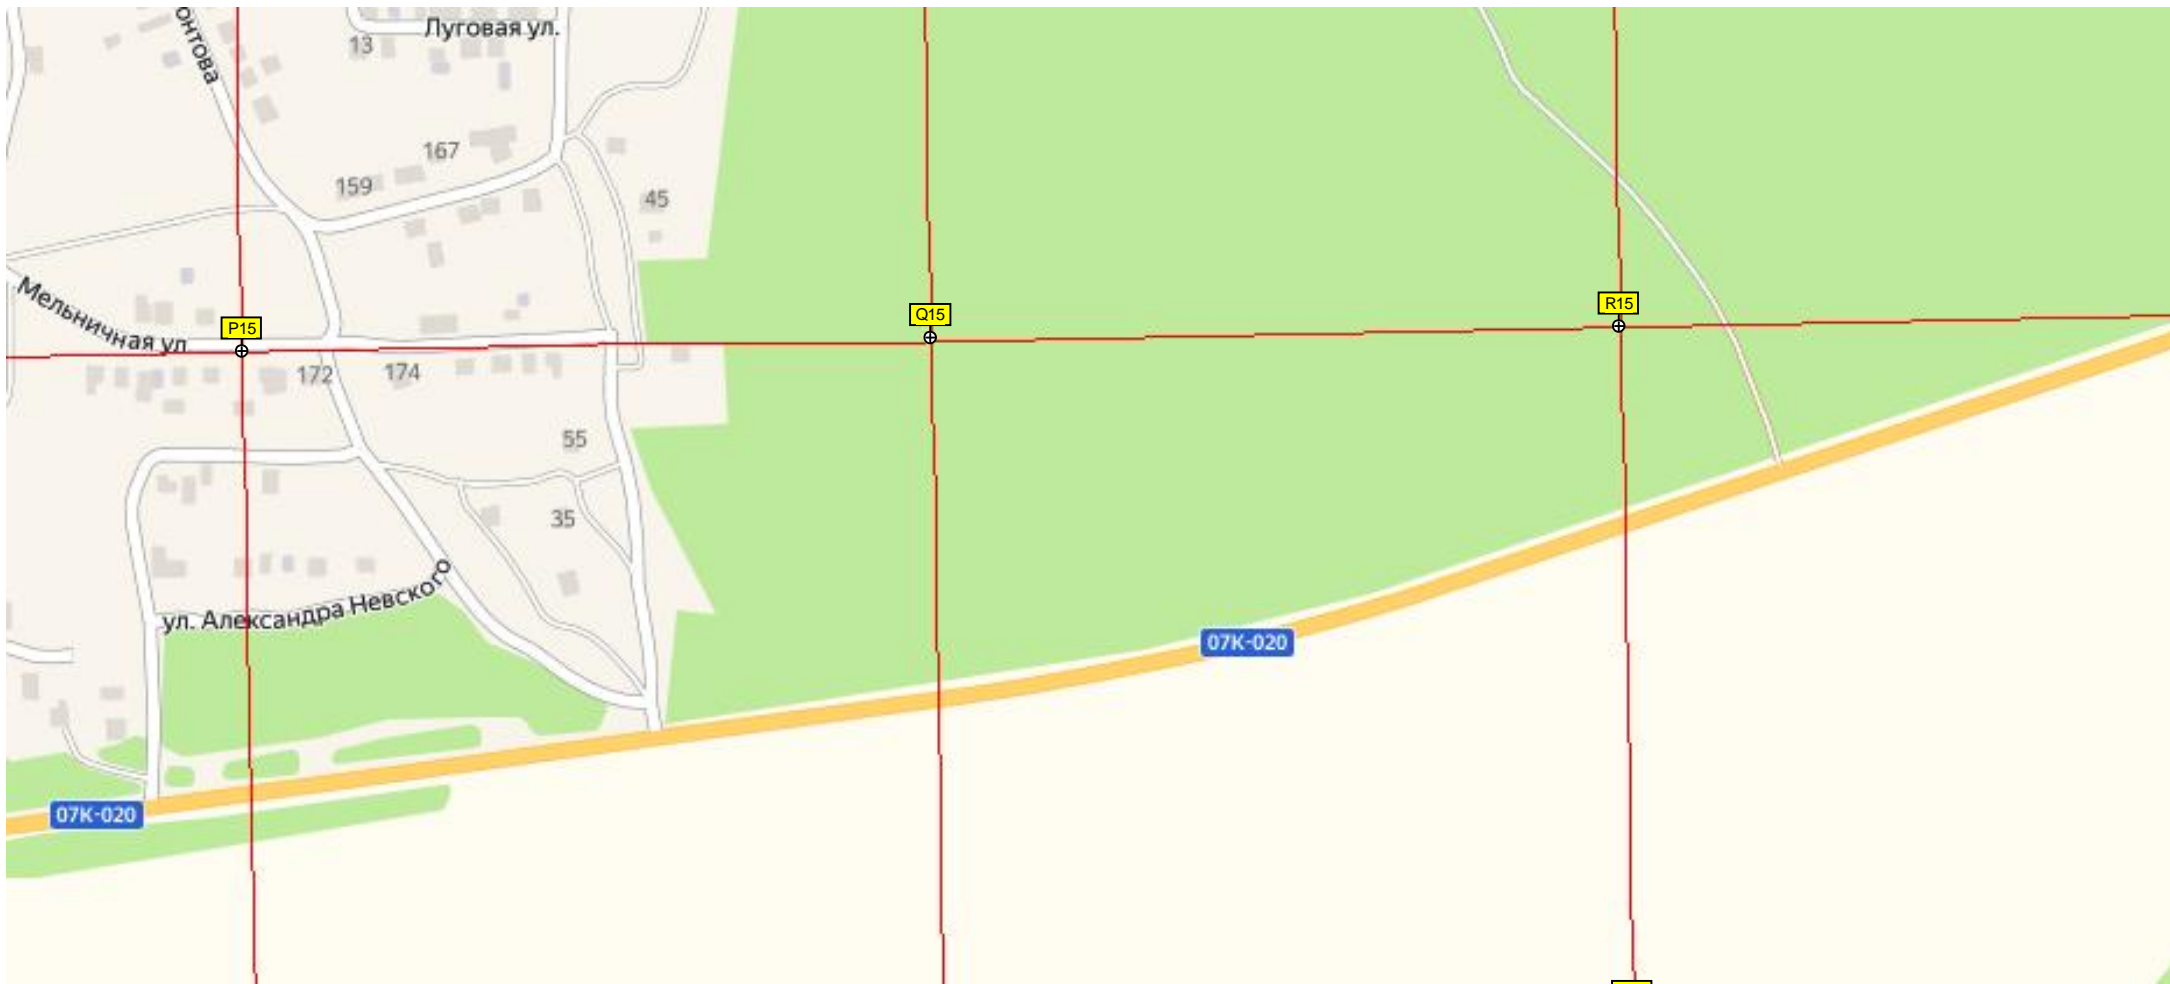 онтова
Луговая ул.
13
167
159
45
Мельничная ул
P15
Q15
R15
172
174
55
35
ул. Александра Невского
07К-020
07К-020